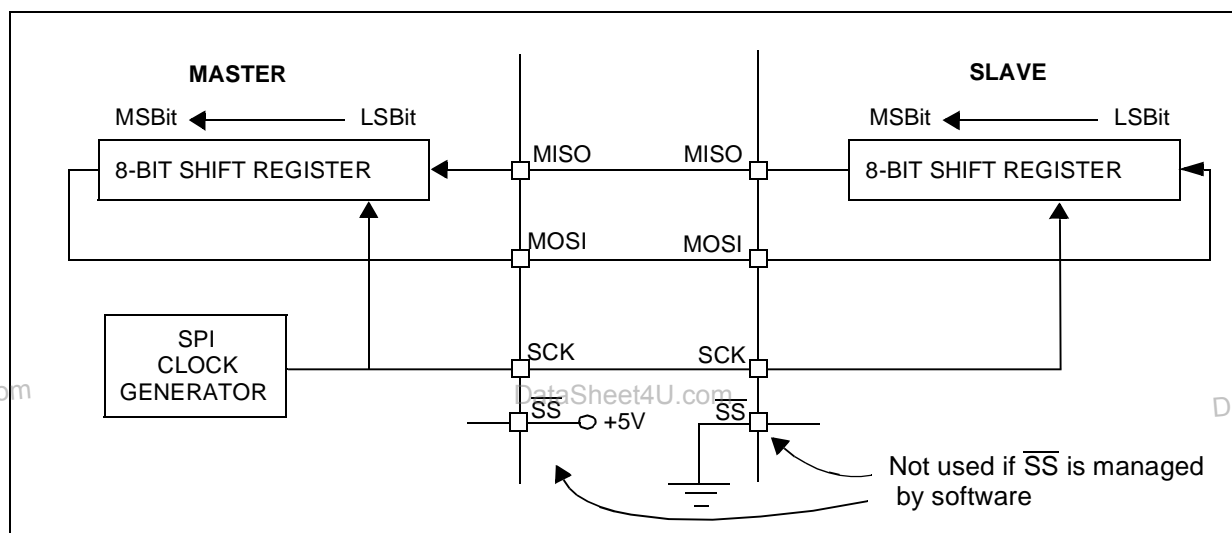 MASTER
SLAVE
MSBit
LSBit
MSBit
LSBit
8-BIT SHIFT REGISTER
MISO
MISO
8-BIT SHIFT REGISTER
MOSI
MOSI
SPI
CLOCK
GENERATOR
SCK
SCK
om
DataSheet4U.com
D
SS
+5V
SS
Not used if SS is managed
by software